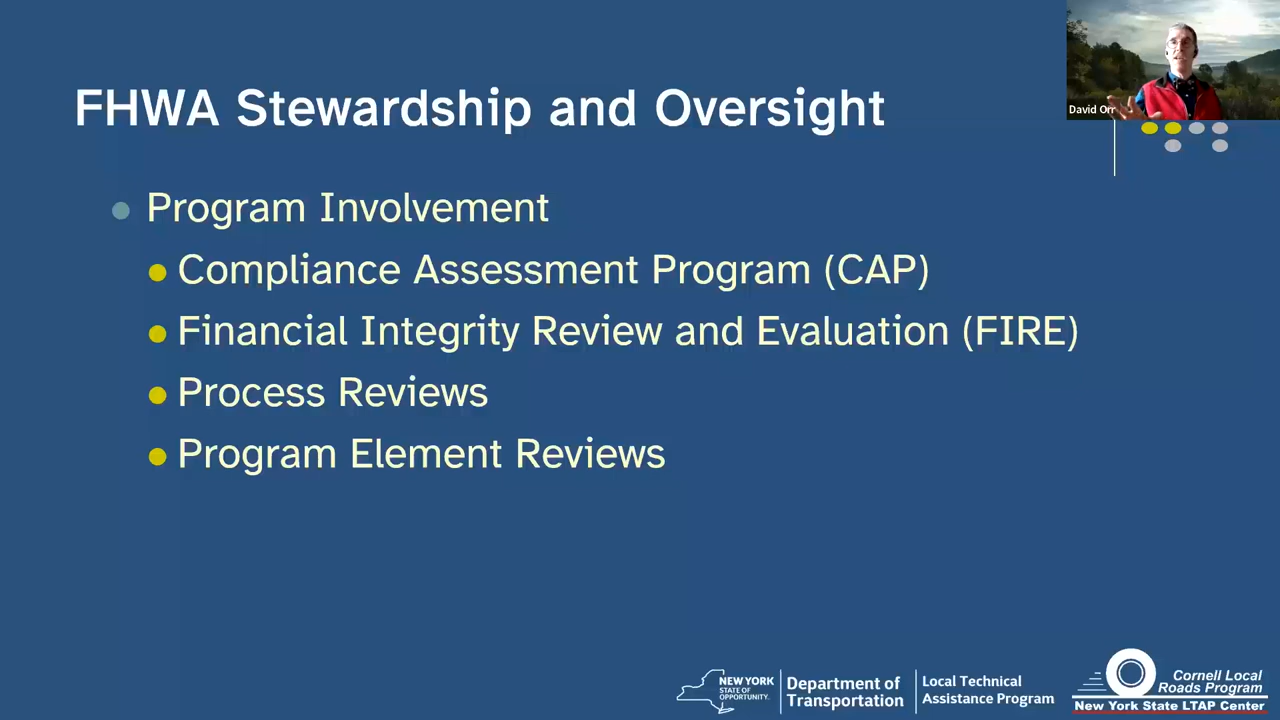 David Orr
FHWA Stewardship and Oversight
Program Involvement
Compliance Assessment Program (CAP)
Financial Integrity Review and Evaluation (FIRE)
Process Reviews
Program Element Reviews
NEW YORK
STATE OF
OPPORTUNITY.
Department of
Transportation
Local Technical
Assistance Program
Cornell Local
Roads Program
New York State LTAP Center